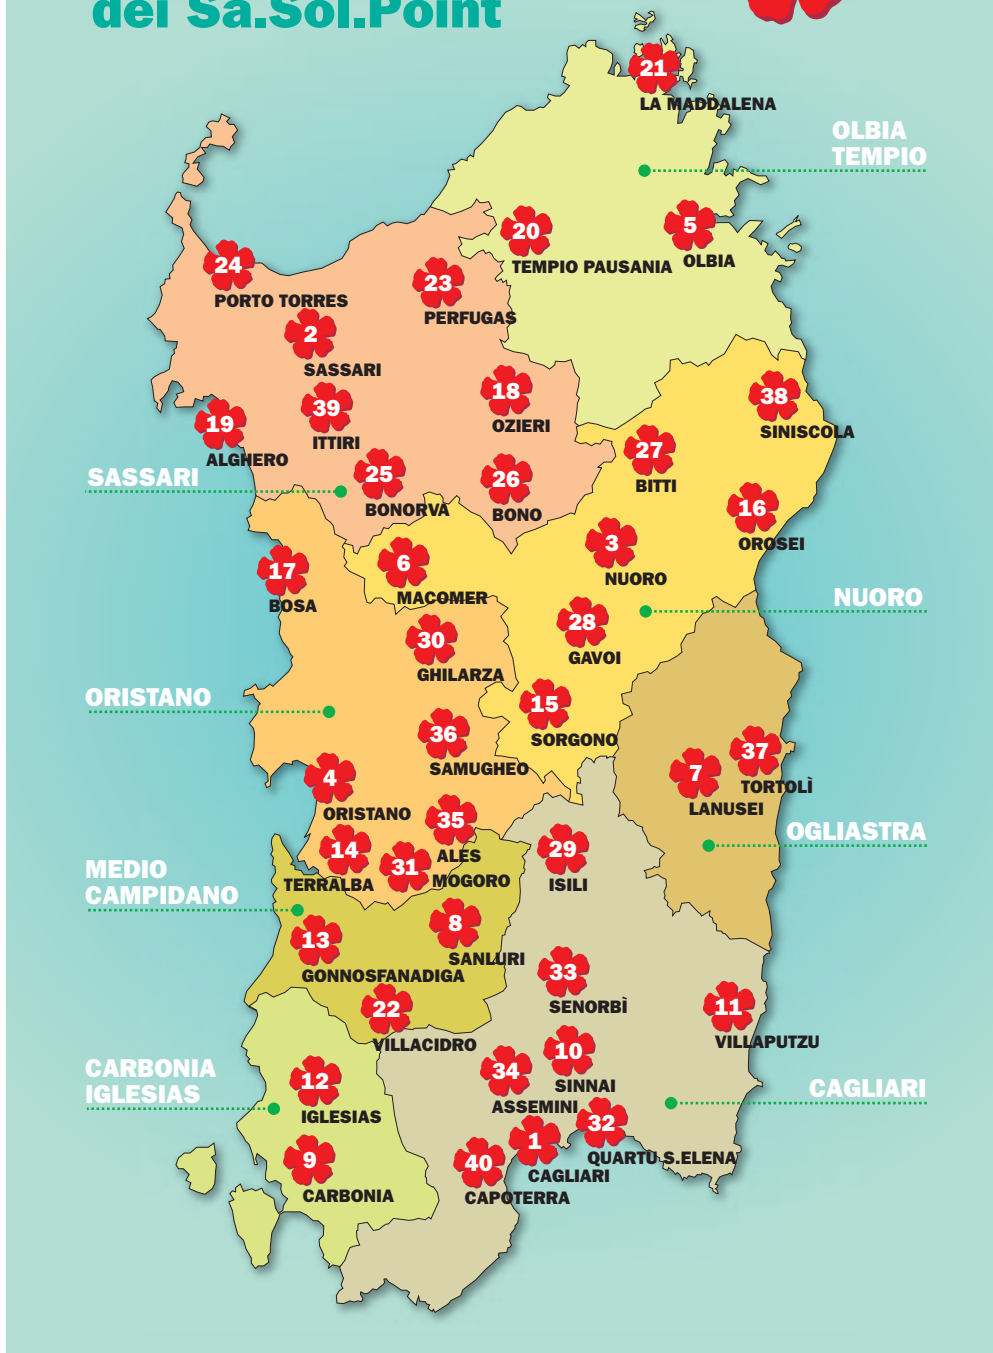 dei Sa.Sol.Point
21
LA MADDALENA
OLBIA
TEMPIO
20
TEMPIO PAUSANIA
5
OLBIA
24
PORTO TORRES
23
PERFUGAS
2
SASSARI
18
OZIERI
38
SINISCOLA
39
ITTIRI
19
ALGHERO
27
BITTI
SASSARI
25
BONORVA
26
BONO
16
OROSEI
3
NUORO
6
MACOMER
17
BOSA
NUORO
28
GAVOI
30
GHILARZA
ORISTANO
15
SORGONO
36
SAMUGHEO
37
TORTOLÌ
7
LANUSEI
4
ORISTANO
35
ALES
OGLIASTRA
14
TERRALBA
31
MOGORO
29
ISILI
MEDIO
CAMPIDANO
8
SANLURI
13
GONNOSFANADIGA
33
SENORBÌ
22
VILLACIDRO
11
VILLAPUTZU
10
SINNAI
34
ASSEMINI
CARBONIA
IGLESIAS
12
IGLESIAS
CAGLIARI
32
QUARTU S.ELENA
1
CAGLIARI
9
CARBONIA
40
CAPOTERRA